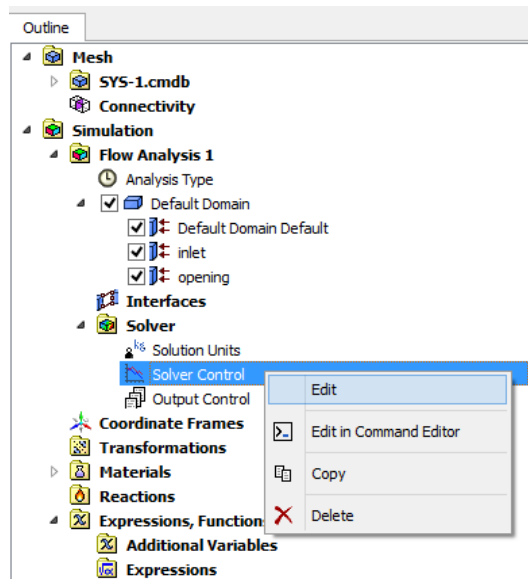 Outline
Mesh
SYS-1.cmdb
Connectivity
Simulation
Flow Analysis 1
Analysis Type
Default Domain
Default Domain Default
inlet
opening
Interfaces
Solver
kg
Solution Units
Solver Control
Edit
Output Control
Edit in Command Editor
Coordinate Frames
Transformations
Copy
Materials
Reactions
Delete
Expressions, Function
Additional Variables
Expressions